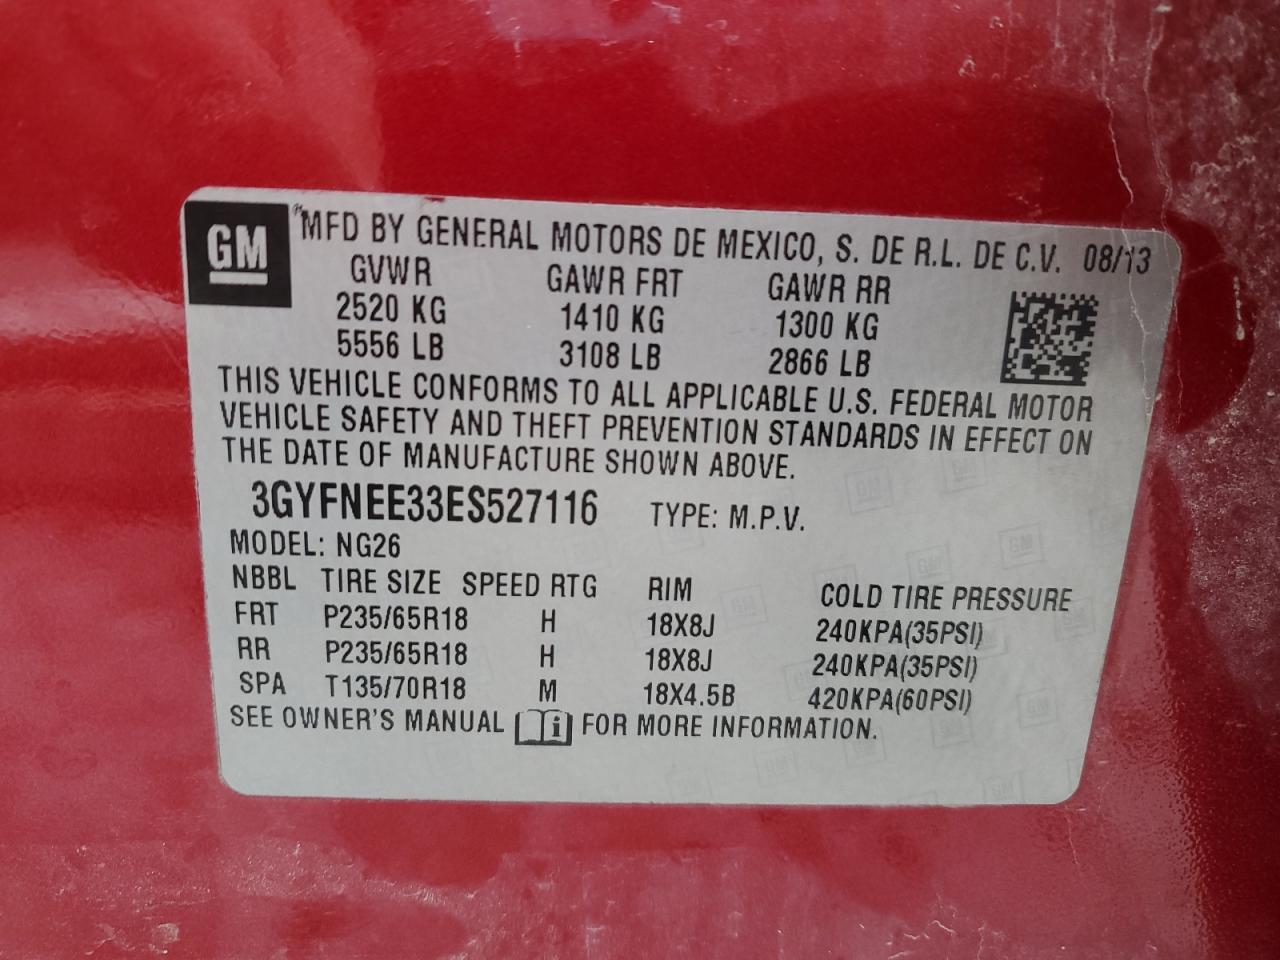 GM
MFD BY GENERAL MOTORS DE MEXICO, S. DE R.L. DE C.V. 08/13
GVWR GAWR FRT GAWR RR
2520 KG 1410 KG 1300 KG
5556 LB 3108 LB 2866 LB
THIS VEHICLE CONFORMS TO ALL APPLICABLE U.S. FEDERAL MOTOR
VEHICLE SAFETY AND THEFT PREVENTION STANDARDS IN EFFECT ON
THE DATE OF MANUFACTURE SHOWN ABOVE.
3GYFNEE33ES527116 TYPE: M.P.V.
MODEL: NG26
NBBL TIRE SIZE SPEED RTG RIM COLD TIRE PRESSURE
FRT P235/65R18 H 18X8J 240KPA(35PSI)
RR P235/65R18 H 18X8J 240KPA(35PSI)
SPA T135/70R18 M 18X4.5B 420KPA(60PSI)
SEE OWNER'S MANUAL i FOR MORE INFORMATION.